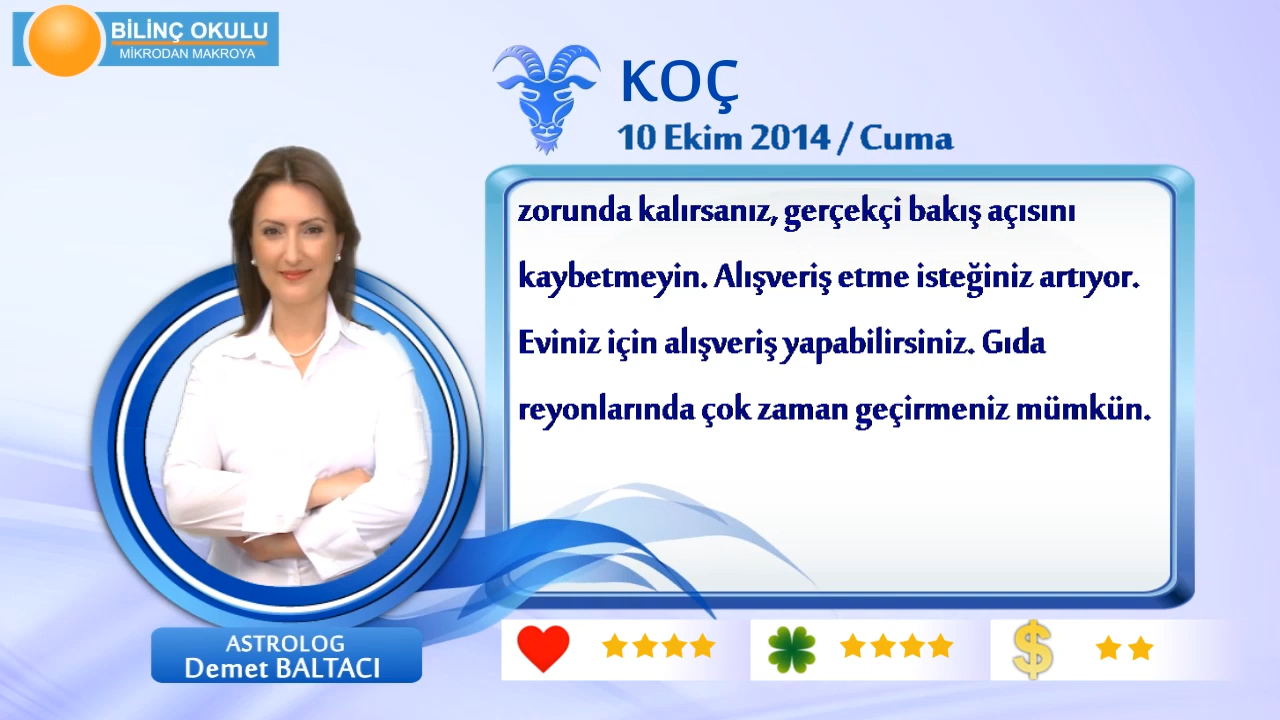 BİLİNÇ OKULU
MİKRODAN MAKROYA
KOÇ
10 Ekim 2014 / Cuma
zorunda kalırsanız, gerçekçi bakış açısını
kaybetmeyin. Alışveriş etme isteğiniz artıyor.
Eviniz için alışveriş yapabilirsiniz. Gıda
reyonlarında çok zaman geçirmeniz mümkün.
ASTROLOG
Demet BALTACI
$